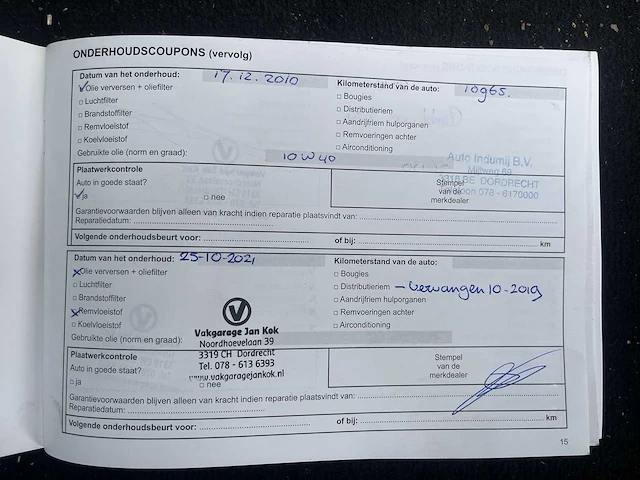 ONDERHOUDSCOUPONS (vervolg)
Datum van het onderhoud: 17.12.2010
Kilometerstand van de auto: 10965.
Olie verversen + oliefilter
Luchtfilter
Brandstoffilter
Remvloeistof
Koelvloeistof
Bougies
Distributieriem
Aandrijfriem hulporganen
Remvoeringen achter
Airconditioning
Gebruikte olie (norm en graad): 10W40
Auto Indumij B.V.
Mijlweg 69
3316 BE DORDRECHT
078 - 6170000
Plaatwerkcontrole
Auto in goede staat?
ja
nee
Stempel
van de
merkdealer
Garantievoorwaarden blijven alleen van kracht indien reparatie plaatsvindt van:
Reparatiedatum:
Volgende onderhoudsbeurt voor: of bij: km
Datum van het onderhoud: 25-10-2021
Kilometerstand van de auto:
Olie verversen + oliefilter
Luchtfilter
Brandstoffilter
Remvloeistof
Koelvloeistof
Bougies
Distributieriem – vervangen 10-2019
Aandrijfriem hulporganen
Remvoeringen achter
Airconditioning
Gebruikte olie (norm en graad):
Vakgarage Jan Kok
Noordhoevelaan 39
3319 CH Dordrecht
Tel. 078 - 613 6393
www.vakgaragejankok.nl
Plaatwerkcontrole
Auto in goede staat?
ja
nee
Stempel
van de
merkdealer
Garantievoorwaarden blijven alleen van kracht indien reparatie plaatsvindt van:
Reparatiedatum:
Volgende onderhoudsbeurt voor: of bij: km
15